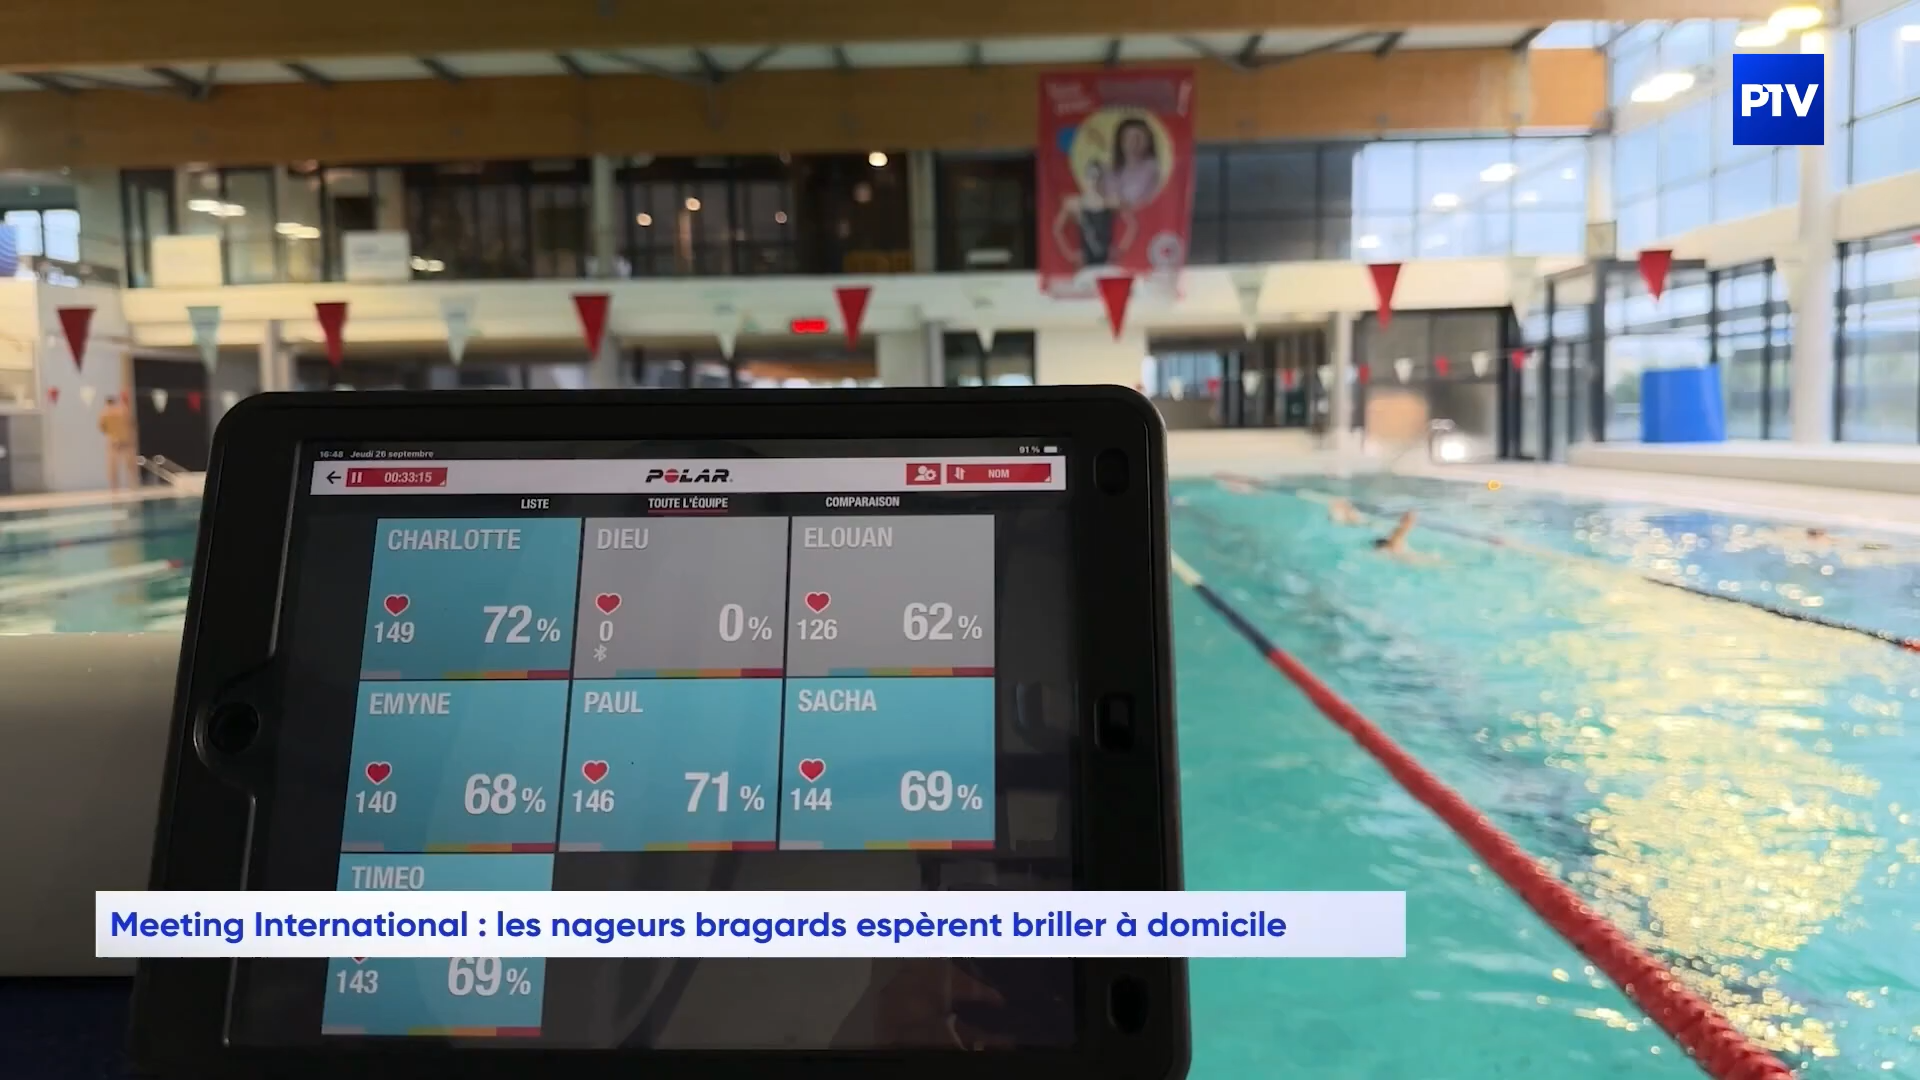 PTV
16:48 Jeudi 26 septembre
91 %
00:33:15
POLAR
NOM
LISTE
TOUTE L'ÉQUIPE
COMPARAISON
CHARLOTTE
149
72%
DIEU
0
0%
ELOUAN
126
62%
EMYNE
140
68%
PAUL
146
71%
SACHA
144
69%
TIMEO
143
69%
Meeting International : les nageurs bragards espèrent briller à domicile